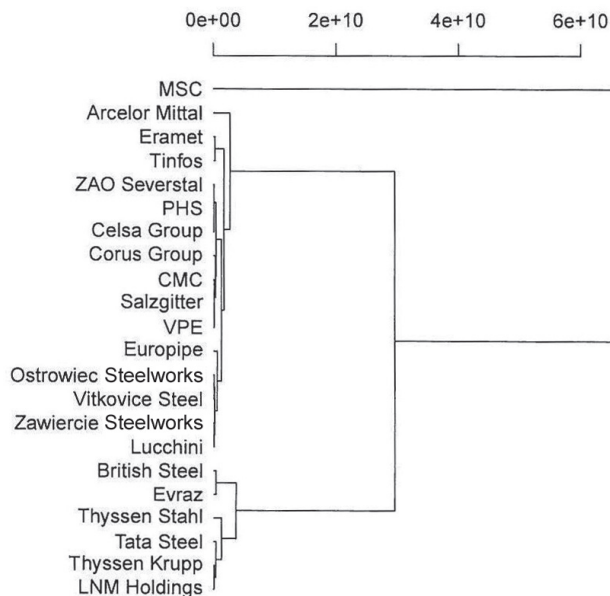 0e+00 2e+10 4e+10 6e+10
MSC
Arcelor Mittal
Eramet
Tinfos
ZAO Severstal
PHS
Celsa Group
Corus Group
CMC
Salzgitter
VPE
Europipe
Ostrowiec Steelworks
Vitkovice Steel
Zawiercie Steelworks
Lucchini
British Steel
Evraz
Thyssen Stahl
Tata Steel
Thyssen Krupp
LNM Holdings